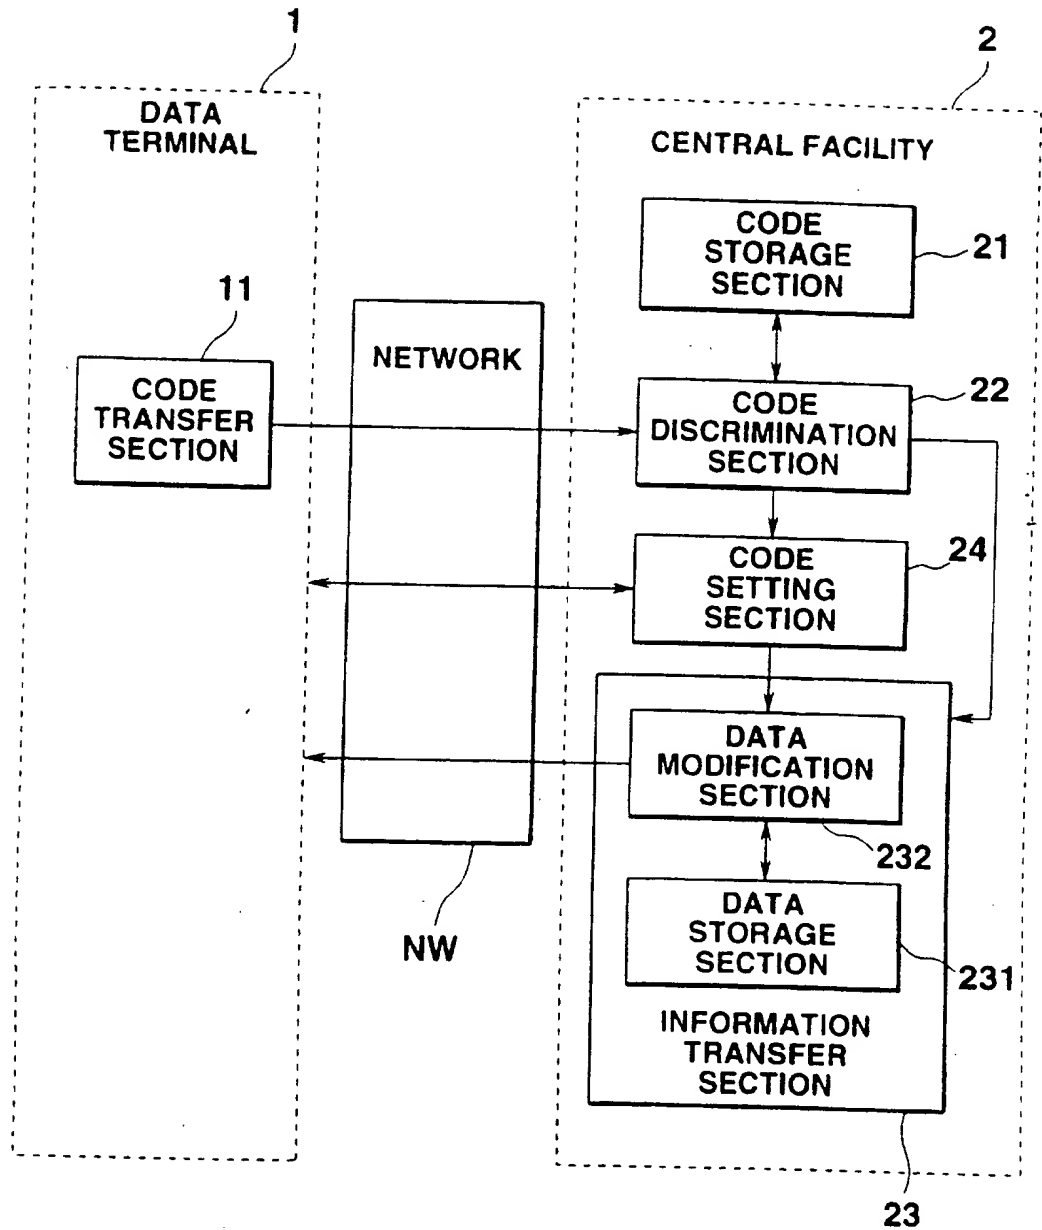 1
2
DATA
TERMINAL
CENTRAL FACILITY
CODE
STORAGE
SECTION
21
11
NETWORK
CODE
TRANSFER
SECTION
CODE
DISCRIMINATION
SECTION
22
CODE
SETTING
SECTION
24
DATA
MODIFICATION
SECTION
232
DATA
STORAGE
SECTION
231
NW
INFORMATION
TRANSFER
SECTION
23